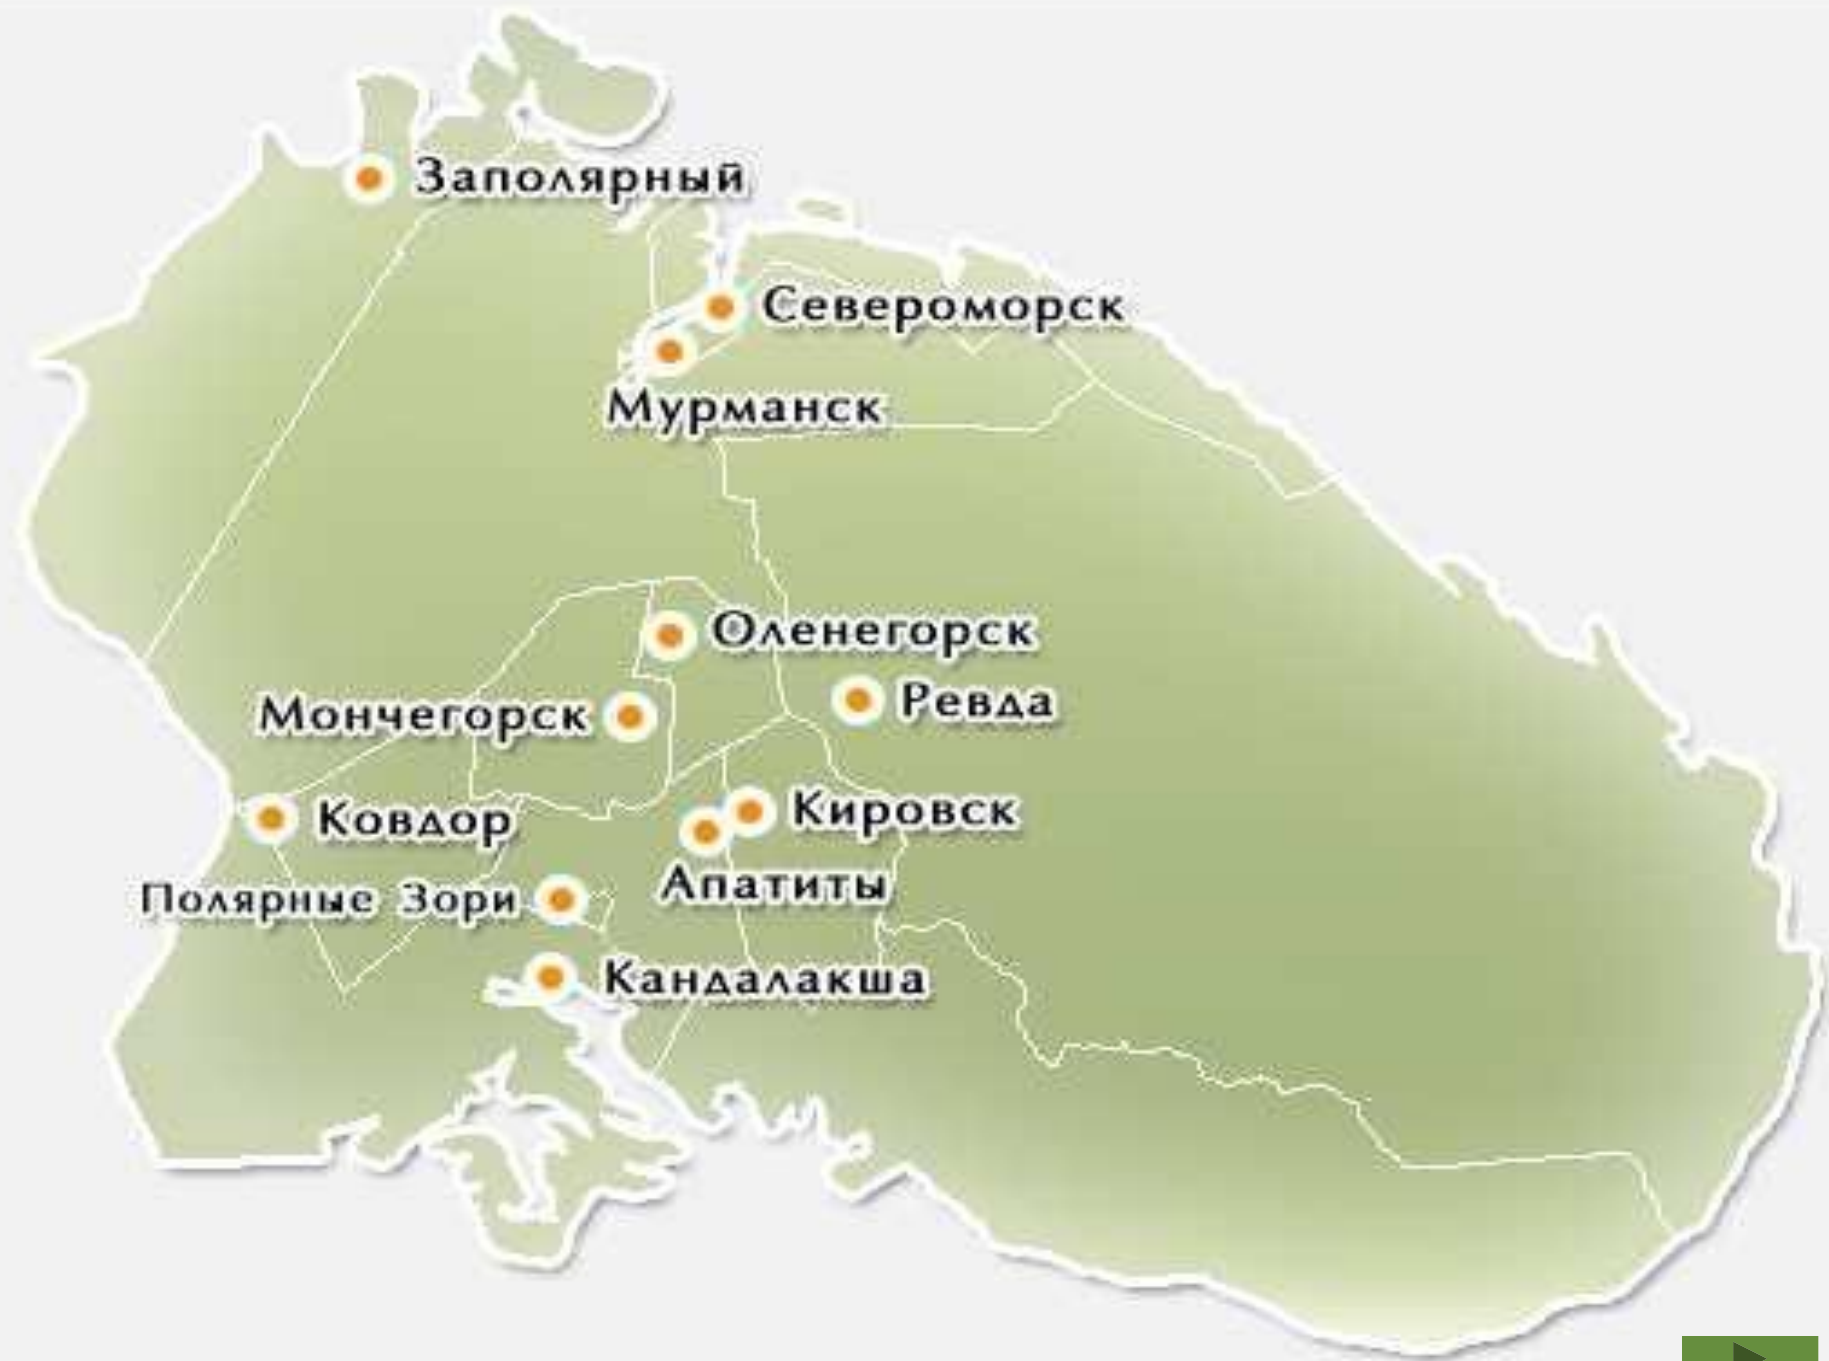 Заполярный
Североморск
Мурманск
Оленегорск
Ревда
Мончегорск
Кировск
Ковдор
Апатиты
Полярные Зори
Кандалакша